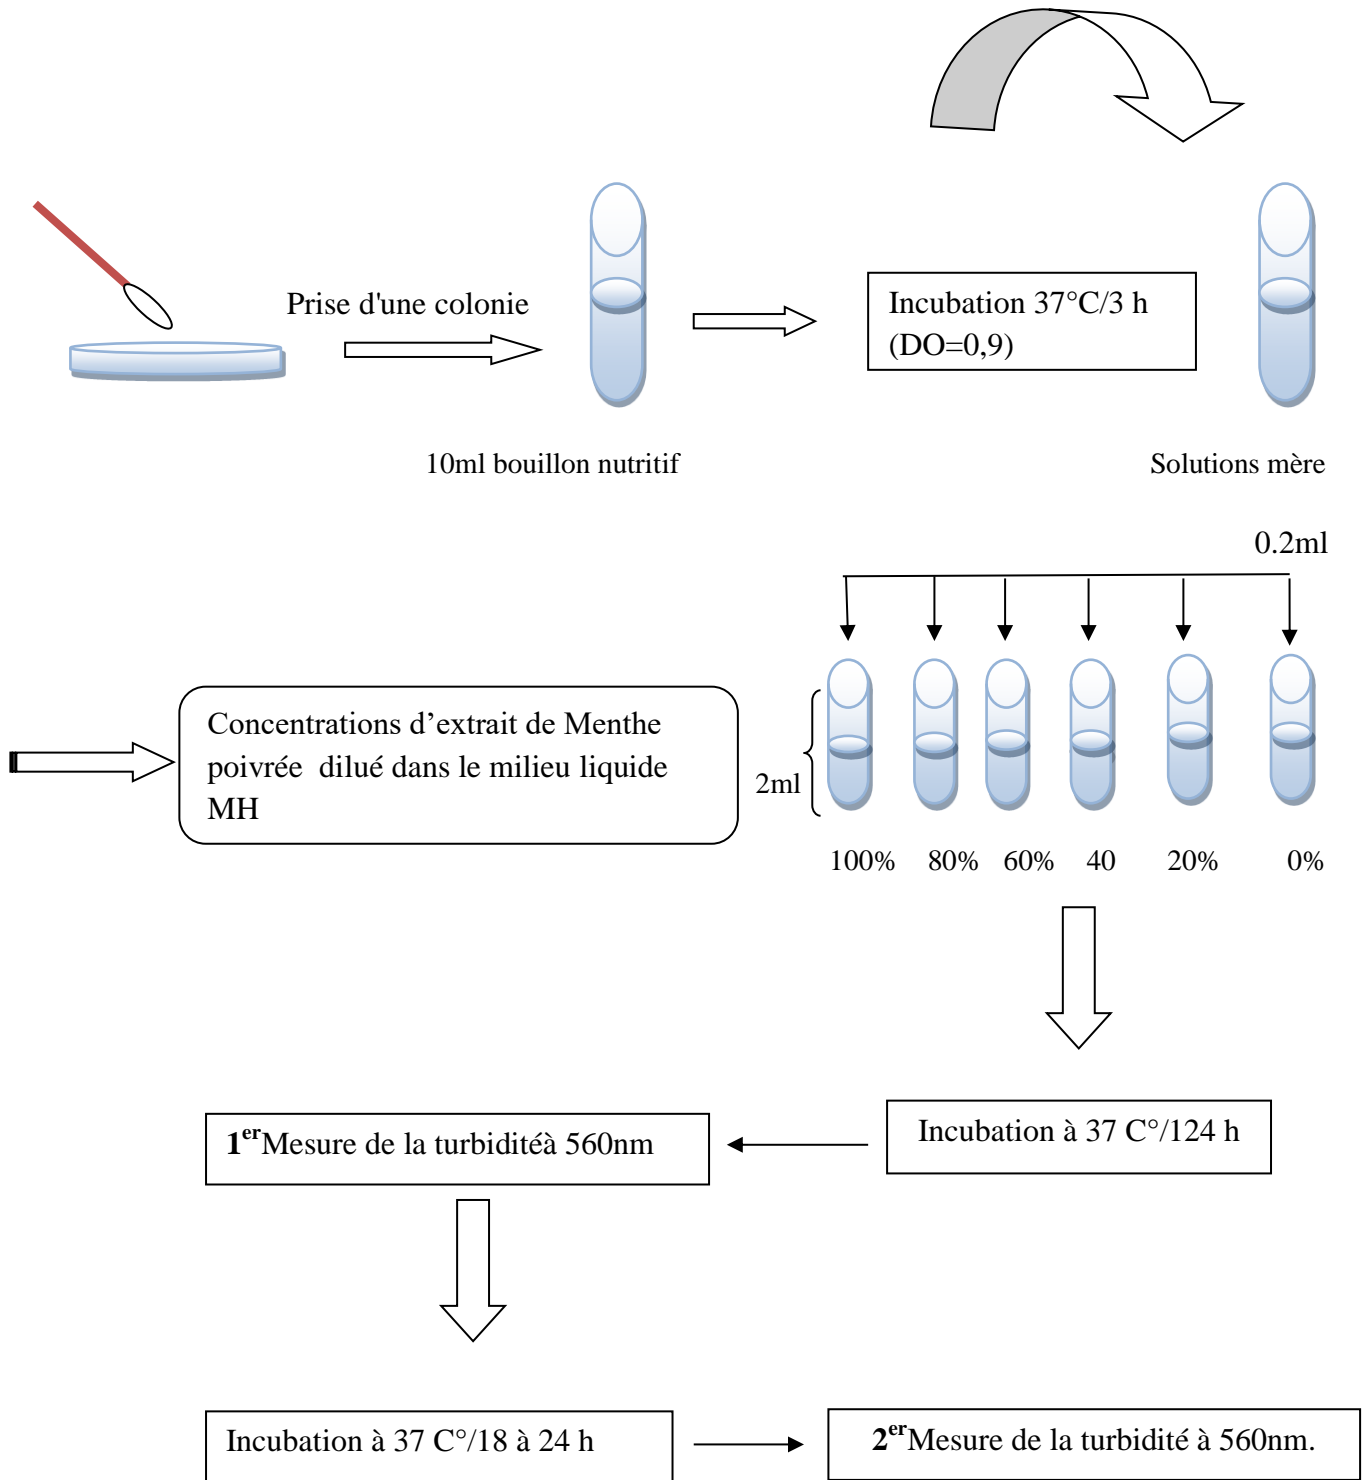 Prise d'une colonie
Incubation 37°C/3 h
(DO=0,9)
10ml bouillon nutritif
Solutions mère
0.2ml
Concentrations d’extrait de Menthe
poivrée dilué dans le milieu liquide
MH
2ml
100% 80% 60% 40 20% 0%
Incubation à 37 C°/124 h
1erMesure de la turbiditéà 560nm
Incubation à 37 C°/18 à 24 h
2erMesure de la turbidité à 560nm.